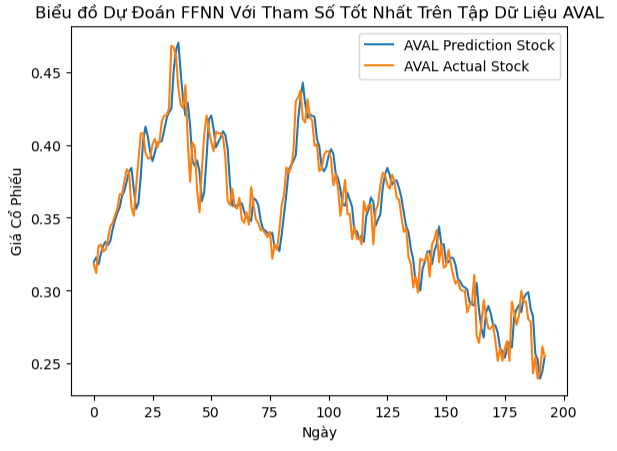 Biểu đồ Dự Đoán FFNN Với Tham Số Tốt Nhất Trên Tập Dữ Liệu AVAL
AVAL Prediction Stock
AVAL Actual Stock
Giá Cổ Phiếu
0.45
0.40
0.35
0.30
0.25
0 25 50 75 100 125 150 175 200
Ngày